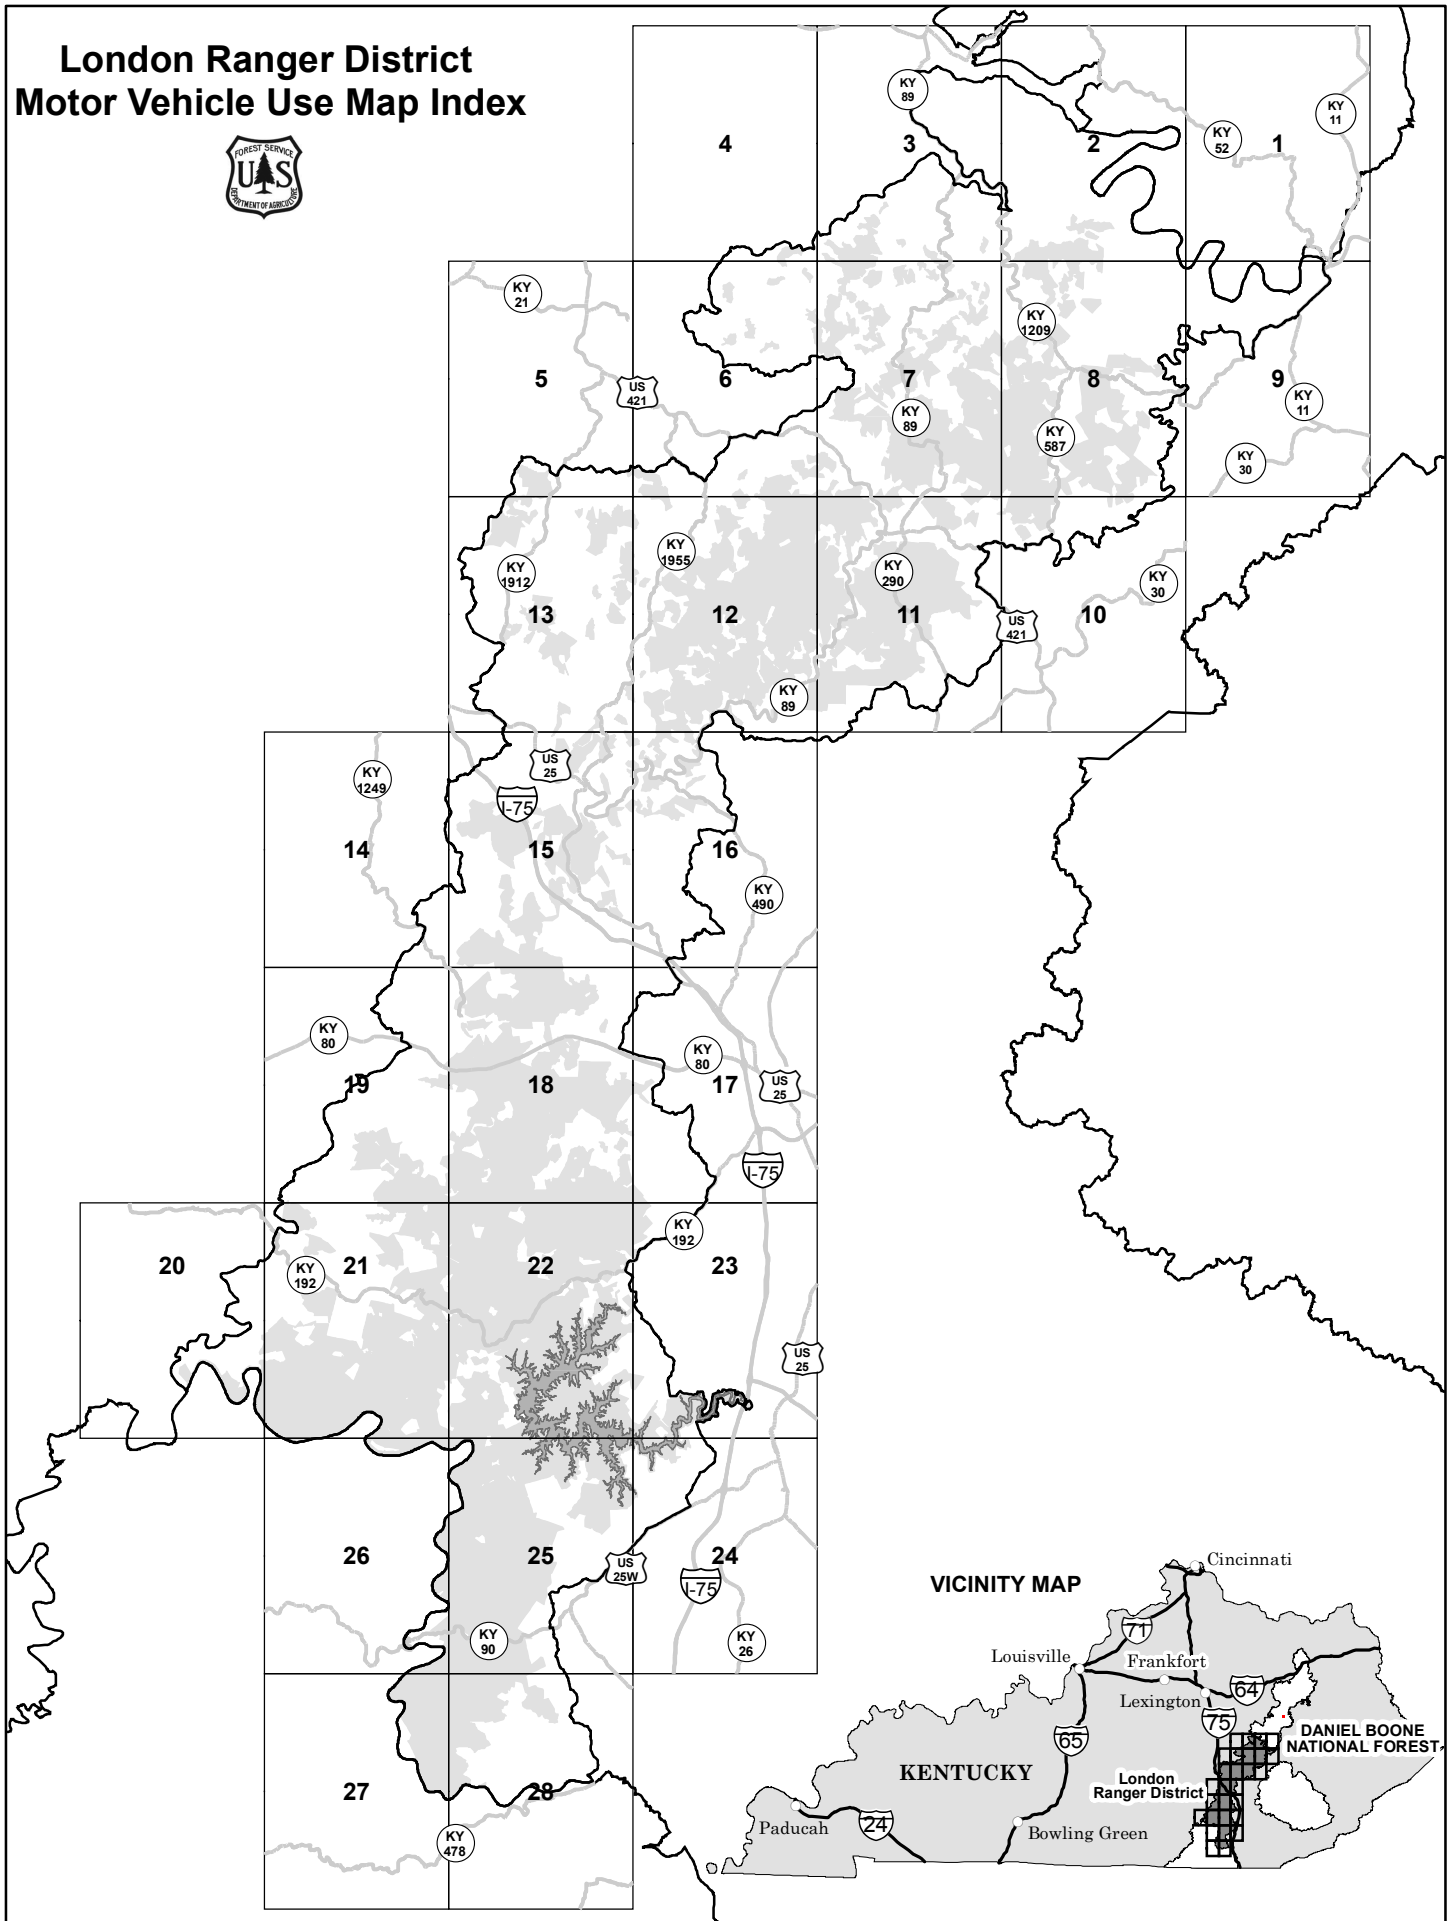 London Ranger District
Motor Vehicle Use Map Index
FOREST SERVICE
US
DEPARTMENT OF AGRICULTURE
KY
89
KY
11
KY
52
4
3
2
1
KY
21
KY
1209
5
US
421
6
7
8
9
KY
11
KY
89
KY
587
KY
30
KY
1955
KY
1912
KY
290
KY
30
13
12
11
US
421
10
KY
89
US
25
KY
1249
I-75
14
15
16
KY
490
KY
80
KY
80
19
18
17
US
25
I-75
KY
192
20
KY
192
21
22
23
US
25
26
25
US
25W
24
I-75
KY
90
KY
26
27
28
KY
478
VICINITY MAP
Cincinnati
71
Louisville
Frankfort
Lexington
64
75
65
DANIEL BOONE
NATIONAL FOREST
KENTUCKY
London
Ranger District
Paducah
24
Bowling Green